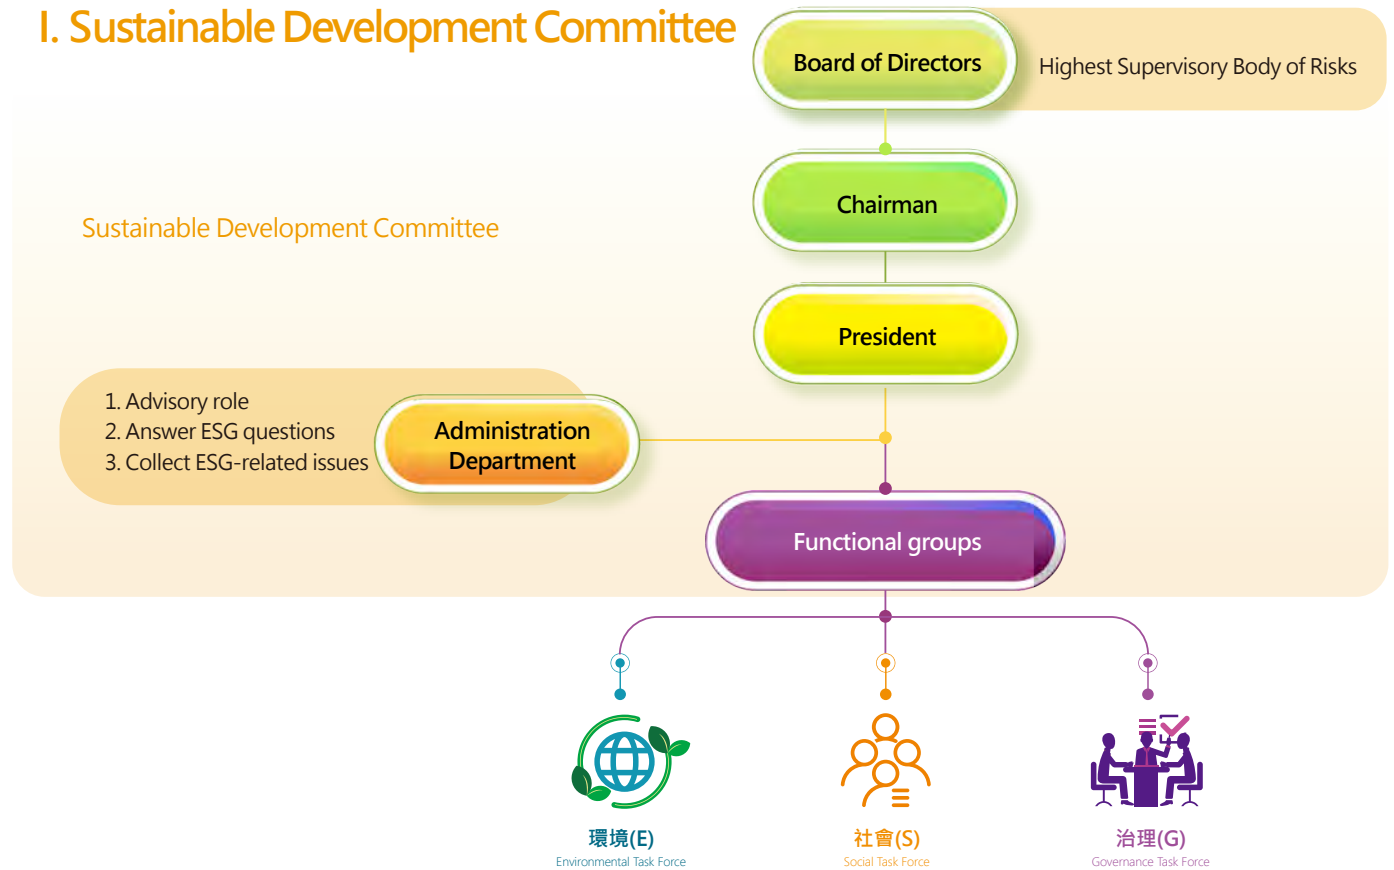 I. Sustainable Development Committee
Board of Directors
Highest Supervisory Body of Risks
Chairman
Sustainable Development Committee
President
1. Advisory role
2. Answer ESG questions
3. Collect ESG-related issues
Administration
Department
Functional groups
環境(E)
Environmental Task Force
社會(S)
Social Task Force
治理(G)
Governance Task Force